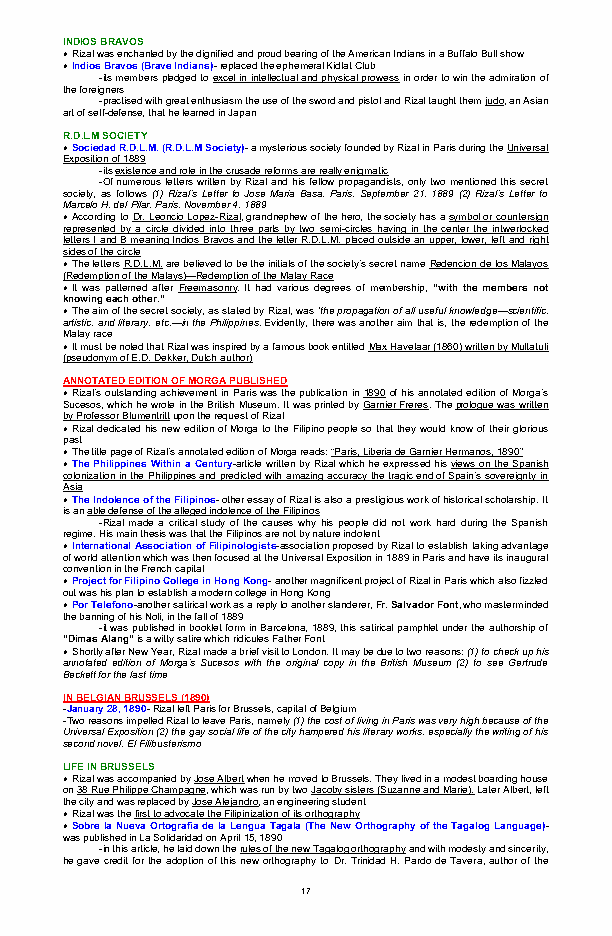 INDIOS BRAVOS
• Rizal was enchanted by the dignified and proud bearing of the American Indians in a Buffalo Bull show
• Indios Bravos (Brave Indians)- replaced the ephemeral Kidlat Club
-its members pledged to excel in intellectual and physical prowess in order to win the admiration of
the foreigners
-practised with great enthusiasm the use of the sword and pistol and Rizal taught them judo, an Asian
art of self-defense, that he learned in Japan
R.D.L.M SOCIETY
• Sociedad R.D.L.M. (R.D.L.M Society)- a mysterious society founded by Rizal in Paris during the Universal
Exposition of 1889
-its existence and role in the crusade reforms are really enigmatic
-Of numerous letters written by Rizal and his fellow propagandists, only two mentioned this secret
society, as follows (1) Rizal's Letter to Jose Maria Basa. Paris. September 21. 1889 (2) Rizal's Letter to
Marcelo H. del Pilar. Paris. November 4. 1889
• According to Dr. Leoncio Lopez-Rizal, grandnephew of the hero, the society has a symbol or countersign
represented by a circle divided into three parts by two semi-circles having in the center the intwerlocked
letters I and B meaning Indios Bravos and the letter R.D.L.M. placed outside an upper, lower, left and right
sides of the circle
• The letters R.D.L.M. are believed to be the initials of the society's secret name Redencion de los Malayos
(Redemption of the Malays)—Redemption of the Malay Race
• It was patterned after Freemasonry. It had various degrees of membership, "with the members not
knowing each other."
• The aim of the secret society, as stated by Rizal, was 'the propagation of all useful knowledge—scientific.
artistic. and literary. etc.—in the Philippines. Evidently, there was another aim that is, the redemption of the
Malay race
• It must be noted that Rizal was inspired by a famous book entitled Max Havelaar (1860) written by Multatuli
(pseudonym of E.D. Dekker, Dutch author)
ANNOTATED EDITION OF MORGA PUBLISHED
• Rizal's outstanding achievement in Paris was the publication in 1890 of his annotated edition of Morga's
Sucesos, which he wrote in the British Museum. It was printed by Garnier Freres. The prologue was written
by Professor Blumentritt upon the request of Rizal
• Rizal dedicated his new edition of Morga to the Filipino people so that they would know of their glorious
past
• The title page of Rizal's annotated edition of Morga reads: "Paris, Liberia de Garnier Hermanos, 1890"
• The Philippines Within a Century-article written by Rizal which he expressed his views on the Spanish
colonization in the Philippines and predicted with amazing accuracy the tragic end of Spain's sovereignty in
Asia
• The Indolence of the Filipinos- other essay of Rizal is also a prestigious work of historical scholarship. It
is an able defense of the alleged indolence of the Filipinos
-Rizal made a critical study of the causes why his people did not work hard during the Spanish
regime. His main thesis was that the Filipinos are not by nature indolent
• International Association of Filipinologists-association proposed by Rizal to establish taking advantage
of world attention which was then focused at the Universal Exposition in 1889 in Paris and have its inaugural
convention in the French capital
• Project for Filipino College in Hong Kong- another magnificent project of Rizal in Paris which also fizzled
out was his plan to establish a modern college in Hong Kong
• Por Telefono-another satirical work as a reply to another slanderer, Fr. Salvador Font, who masterminded
the banning of his Noli, in the fall of 1889
-it was published in booklet form in Barcelona, 1889, this satirical pamphlet under the authorship of
"Dimas Alang" is a witty satire which ridicules Father Font
• Shortly after New Year, Rizal made a brief visit to London. It may be due to two reasons: (1) to check up his
annotated edition of Morga's Sucesos with the original copy in the British Museum (2) to see Gertrude
Beckett for the last time
IN BELGIAN BRUSSELS (1890)
-January 28, 1890- Rizal left Paris for Brussels, capital of Belgium
-Two reasons impelled Rizal to leave Paris, namely (1) the cost of living in Paris was very high because of the
Universal Exposition (2) the gay social life of the city hampered his literary works. especially the writing of his
second novel. El Filibusterismo
LIFE IN BRUSSELS
• Rizal was accompanied by Jose Albert when he moved to Brussels. They lived in a modest boarding house
on 38 Rue Philippe Champagne, which was run by two Jacoby sisters (Suzanne and Marie). Later Albert, left
the city and was replaced by Jose Alejandro, an engineering student
• Rizal was the first to advocate the Filipinization of its orthography
• Sobre la Nueva Ortografia de la Lengua Tagala (The New Orthography of the Tagalog Language)-
was published in La Solidaridad on April 15, 1890
-in this article, he laid down the rules of the new Tagalog orthography and with modesty and sincerity,
he gave credit for the adoption of this new orthography to Dr. Trinidad H. Pardo de Tavera, author of the
17